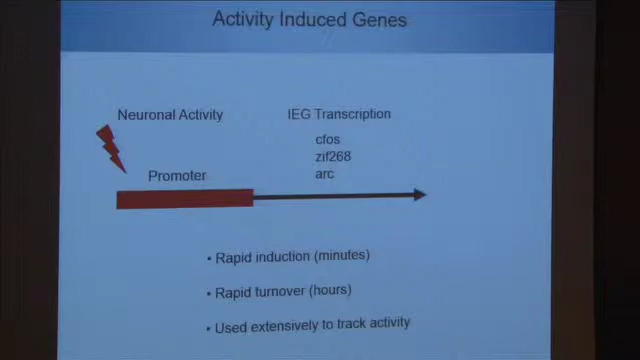 Activity Induced Genes
Neuronal Activity
IEG Transcription
cfos
zif268
arc
Promoter
• Rapid induction (minutes)
• Rapid turnover (hours)
• Used extensively to track activity